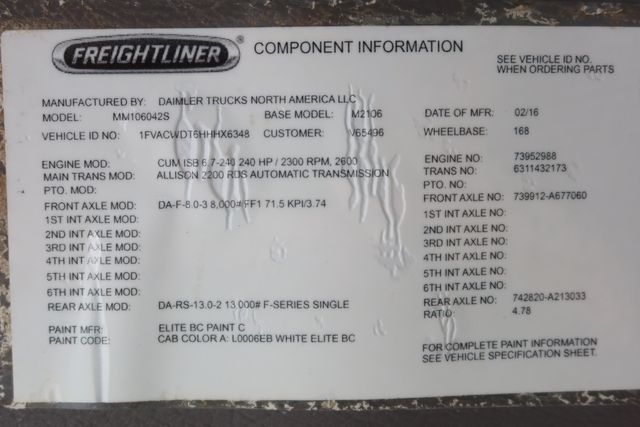 FREIGHTLINER
COMPONENT INFORMATION
SEE VEHICLE ID NO.
WHEN ORDERING PARTS
MANUFACTURED BY: DAIMLER TRUCKS NORTH AMERICA LLC
MODEL: MM106042S BASE MODEL: M2106 DATE OF MFR: 02/16
VEHICLE ID NO: 1FVACWDT6HHHX6348 CUSTOMER: V65496 WHEELBASE: 168
ENGINE MOD: CUM ISB 6.7-240 240 HP / 2300 RPM, 2600 ENGINE NO: 73952988
MAIN TRANS MOD: ALLISON 2200 RDS AUTOMATIC TRANSMISSION TRANS NO: 6311432173
PTO. MOD: PTO. NO:
FRONT AXLE MOD: DA-F-8.0-3 8,000# FF1 71.5 KPI/3.74 FRONT AXLE NO: 739912-A677060
1ST INT AXLE MOD: 1ST INT AXLE NO:
2ND INT AXLE MOD: 2ND INT AXLE NO:
3RD INT AXLE MOD: 3RD INT AXLE NO:
4TH INT AXLE MOD: 4TH INT AXLE NO:
5TH INT AXLE MOD: 5TH INT AXLE NO:
6TH INT AXLE MOD: 6TH INT AXLE NO:
REAR AXLE MOD: DA-RS-13.0-2 13,000# F-SERIES SINGLE REAR AXLE NO: 742820-A213033
RATIO: 4.78
PAINT MFR: ELITE BC PAINT C
PAINT CODE: CAB COLOR A: L0006EB WHITE ELITE BC
FOR COMPLETE PAINT INFORMATION
SEE VEHICLE SPECIFICATION SHEET.